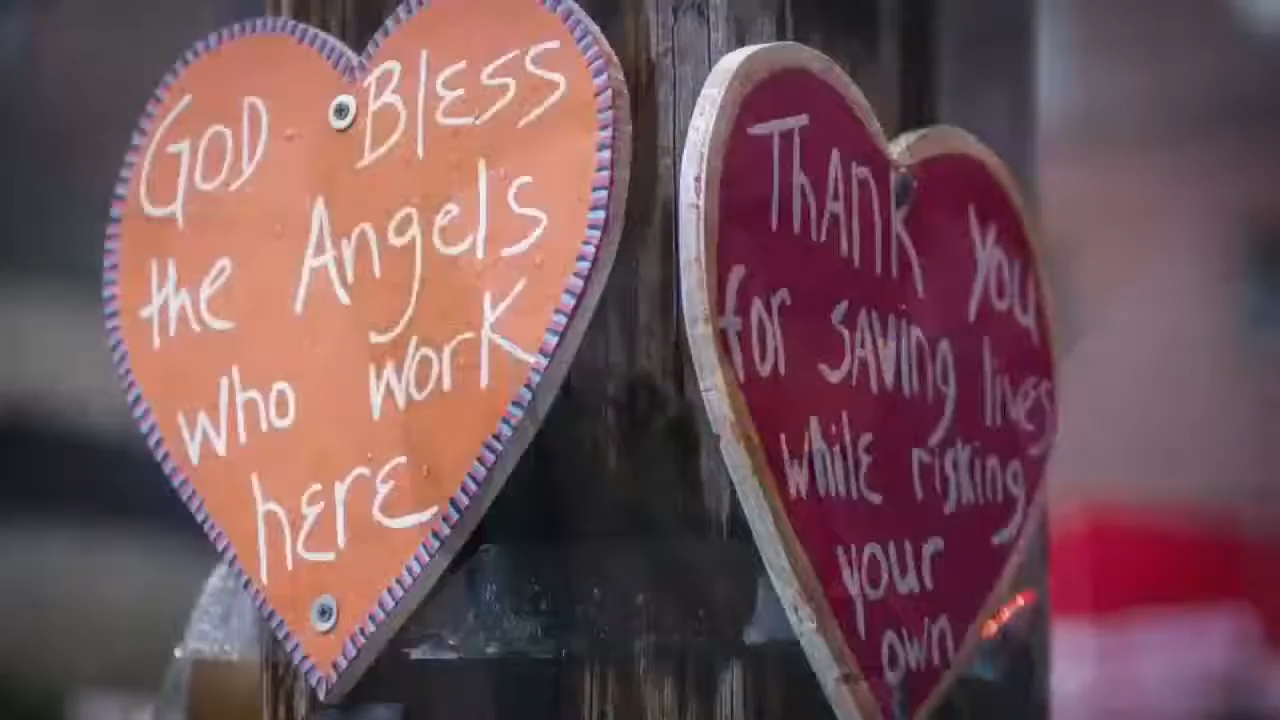 GOD BLESS
the Angels
who work
here
ThANK you
for SAVing lives
while risking
your
own